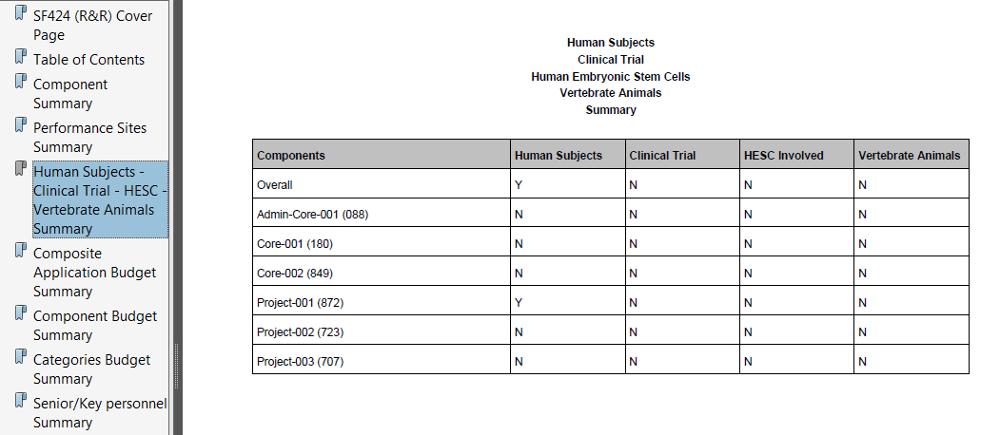 SF424 (R&R) Cover
Page
Table of Contents
Component
Summary
Performance Sites
Summary
Human Subjects -
Clinical Trial - HESC -
Vertebrate Animals
Summary
Composite
Application Budget
Summary
Component Budget
Summary
Categories Budget
Summary
Senior/Key personnel
Summary
Human Subjects
Clinical Trial
Human Embryonic Stem Cells
Vertebrate Animals
Summary
Components Human Subjects Clinical Trial HESC Involved Vertebrate Animals
Overall Y N N N
Admin-Core-001 (088) N N N N
Core-001 (180) N N N N
Core-002 (849) N N N N
Project-001 (872) Y N N N
Project-002 (723) N N N N
Project-003 (707) N N N N